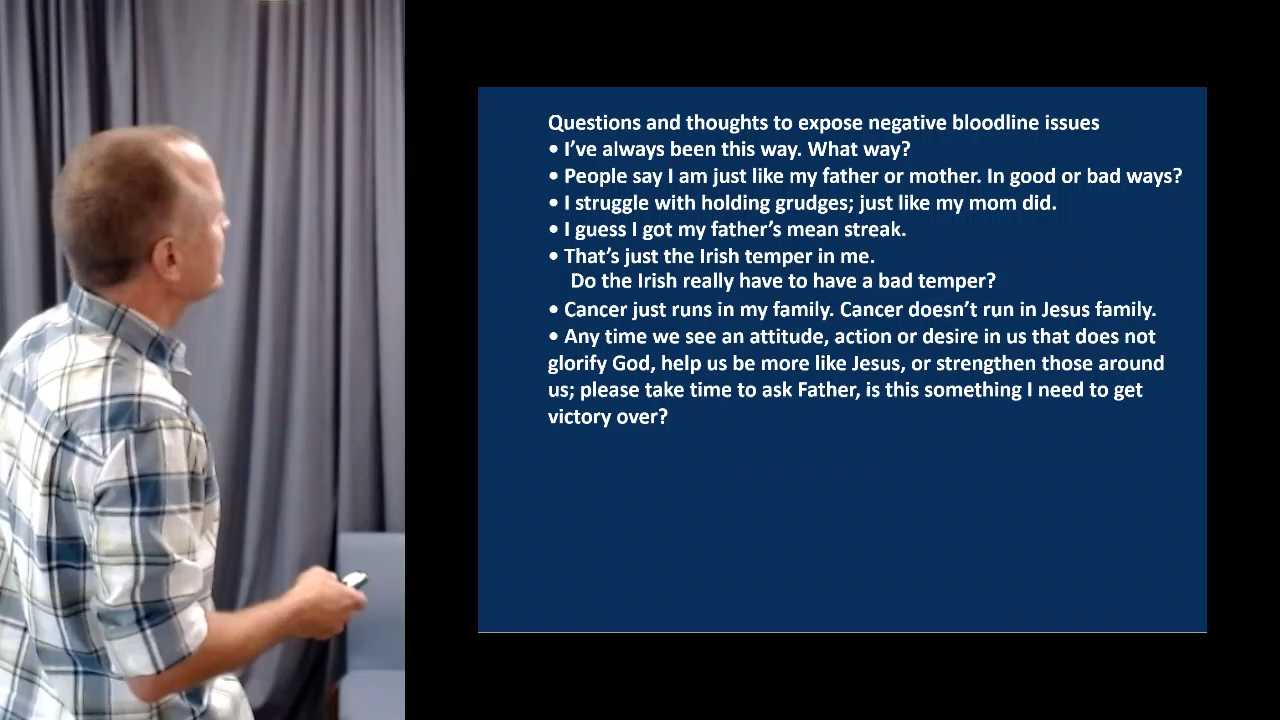 Questions and thoughts to expose negative bloodline issues
• I’ve always been this way. What way?
• People say I am just like my father or mother. In good or bad ways?
• I struggle with holding grudges; just like my mom did.
• I guess I got my father’s mean streak.
• That’s just the Irish temper in me.
Do the Irish really have to have a bad temper?
• Cancer just runs in my family. Cancer doesn’t run in Jesus family.
• Any time we see an attitude, action or desire in us that does not
glorify God, help us be more like Jesus, or strengthen those around
us; please take time to ask Father, is this something I need to get
victory over?